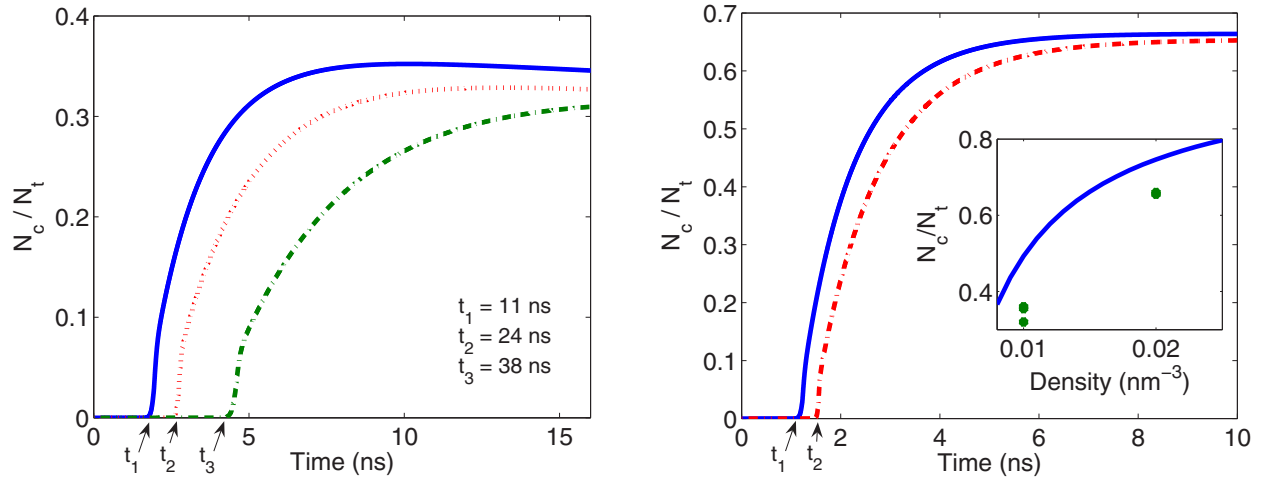 0.4
0.3
0.2
0.1
0
N_c / N_t
0 5 10 15
t_1 t_2 t_3
Time (ns)
t_1 = 11 ns
t_2 = 24 ns
t_3 = 38 ns
0.7
0.6
0.5
0.4
0.3
0.2
0.1
0
N_c / N_t
0 2 4 6 8 10
t_1 t_2
Time (ns)
0.8
0.6
0.4
N_c/N_t
0.01 0.02
Density (nm^{-3})